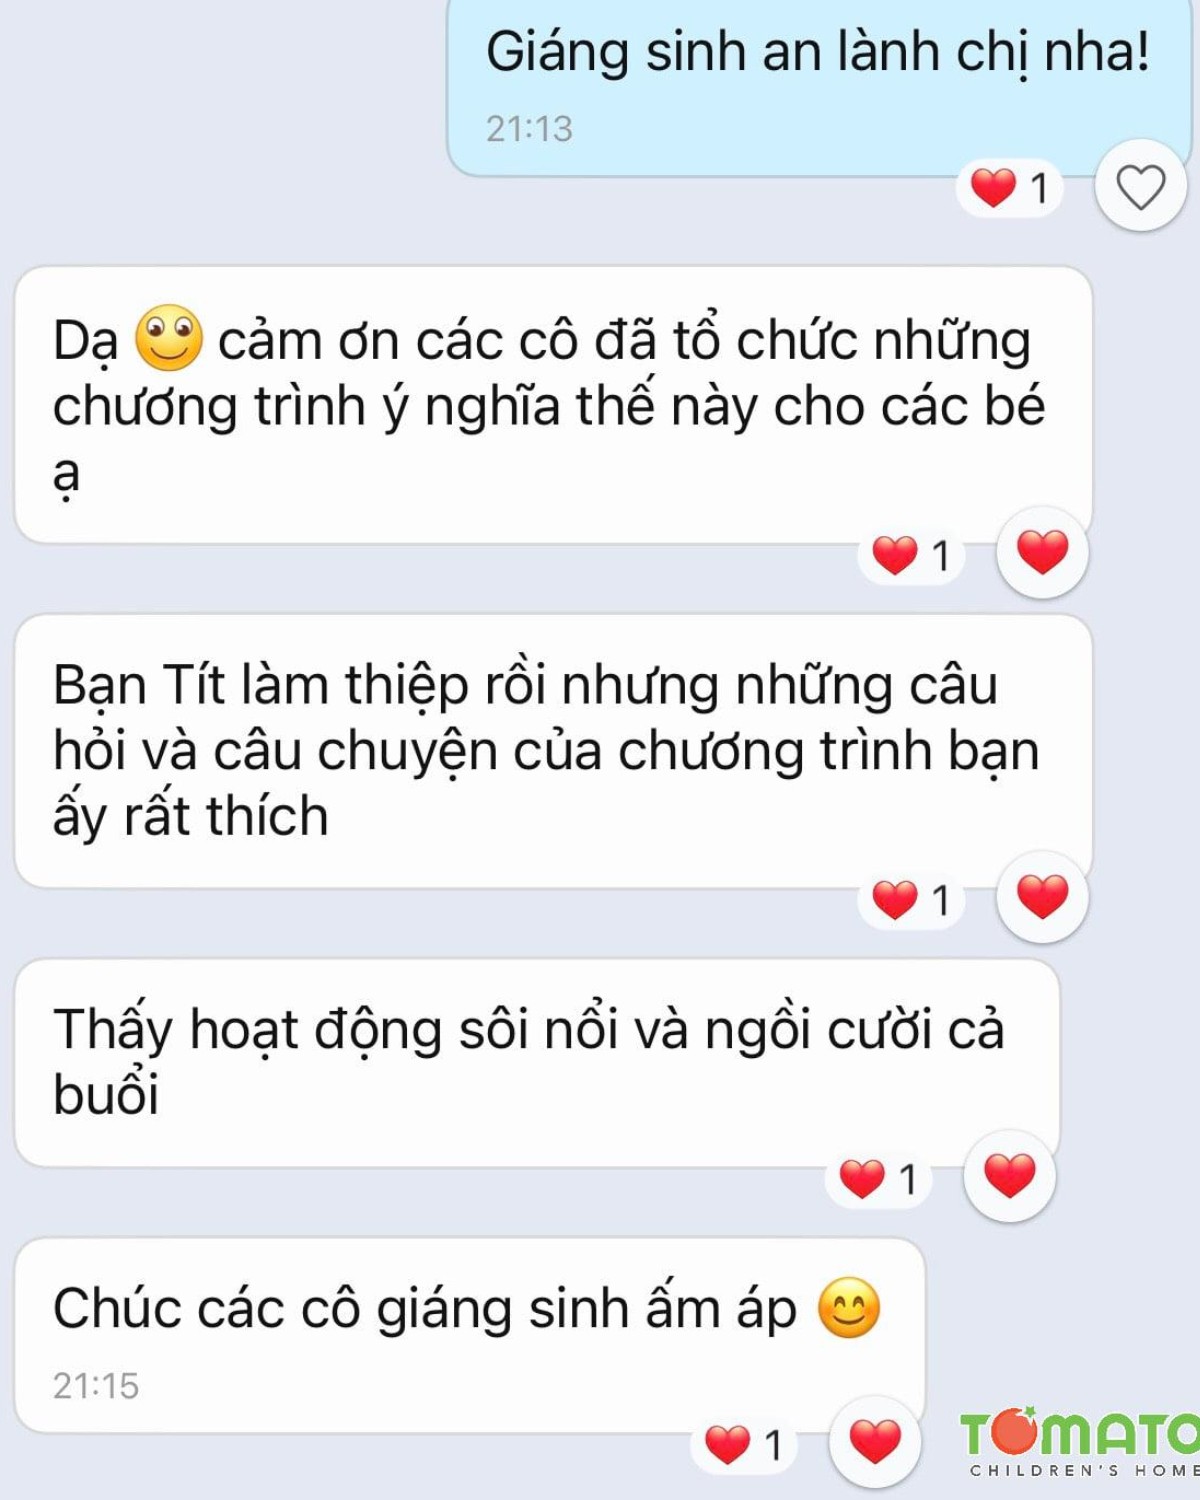 Giáng sinh an lành chị nha!
21:13
1
Dạ cảm ơn các cô đã tổ chức những
chương trình ý nghĩa thế này cho các bé
ạ
1
Bạn Tít làm thiệp rồi nhưng những câu
hỏi và câu chuyện của chương trình bạn
ấy rất thích
1
Thấy hoạt động sôi nổi và ngồi cười cả
buổi
1
Chúc các cô giáng sinh ấm áp
21:15
1
TOMATO
CHILDREN'S HOME